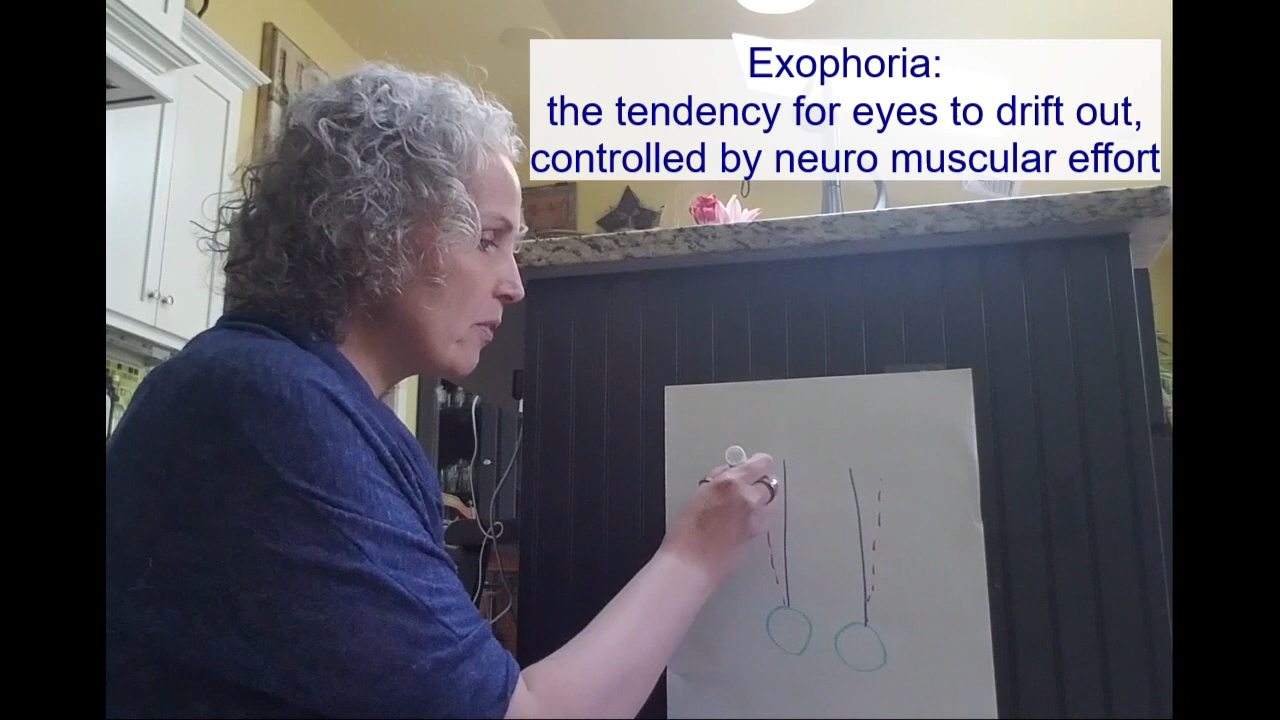 Exophoria:
the tendency for eyes to drift out,
controlled by neuro muscular effort